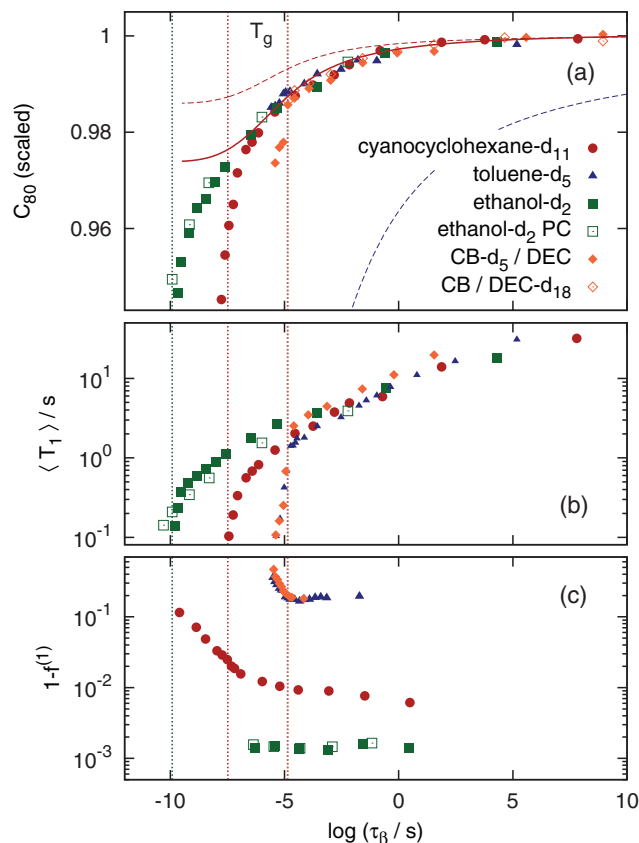 T_g
(a)
1
0.98
0.96
C_80 (scaled)
cyanocyclohexane-d_11
toluene-d_5
ethanol-d_2
ethanol-d_2 PC
CB-d_5 / DEC
CB / DEC-d_18
10^1
10^0
10^-1
⟨ T_1 ⟩ / s
(b)
10^-1
10^-2
10^-3
1-f^(1)
(c)
-10 -5 0 5 10
log (τ_β / s)